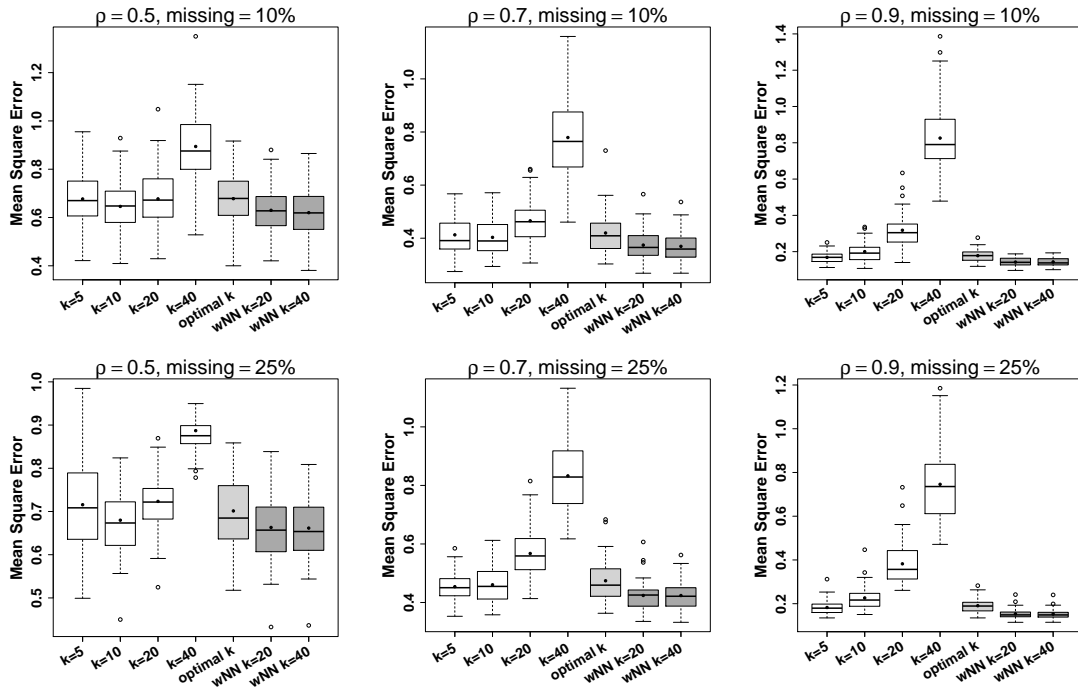 ρ = 0.5, missing = 10%
Mean Square Error
0.4 0.6 0.8 1.0 1.2
k=5 k=10 k=20 k=40 optimal k wNN k=20 wNN k=40
ρ = 0.7, missing = 10%
Mean Square Error
0.4 0.6 0.8 1.0
k=5 k=10 k=20 k=40 optimal k wNN k=20 wNN k=40
ρ = 0.9, missing = 10%
Mean Square Error
0.2 0.4 0.6 0.8 1.0 1.2 1.4
k=5 k=10 k=20 k=40 optimal k wNN k=20 wNN k=40
ρ = 0.5, missing = 25%
Mean Square Error
0.5 0.6 0.7 0.8 0.9 1.0
k=5 k=10 k=20 k=40 optimal k wNN k=20 wNN k=40
ρ = 0.7, missing = 25%
Mean Square Error
0.4 0.6 0.8 1.0
k=5 k=10 k=20 k=40 optimal k wNN k=20 wNN k=40
ρ = 0.9, missing = 25%
Mean Square Error
0.2 0.4 0.6 0.8 1.0 1.2
k=5 k=10 k=20 k=40 optimal k wNN k=20 wNN k=40